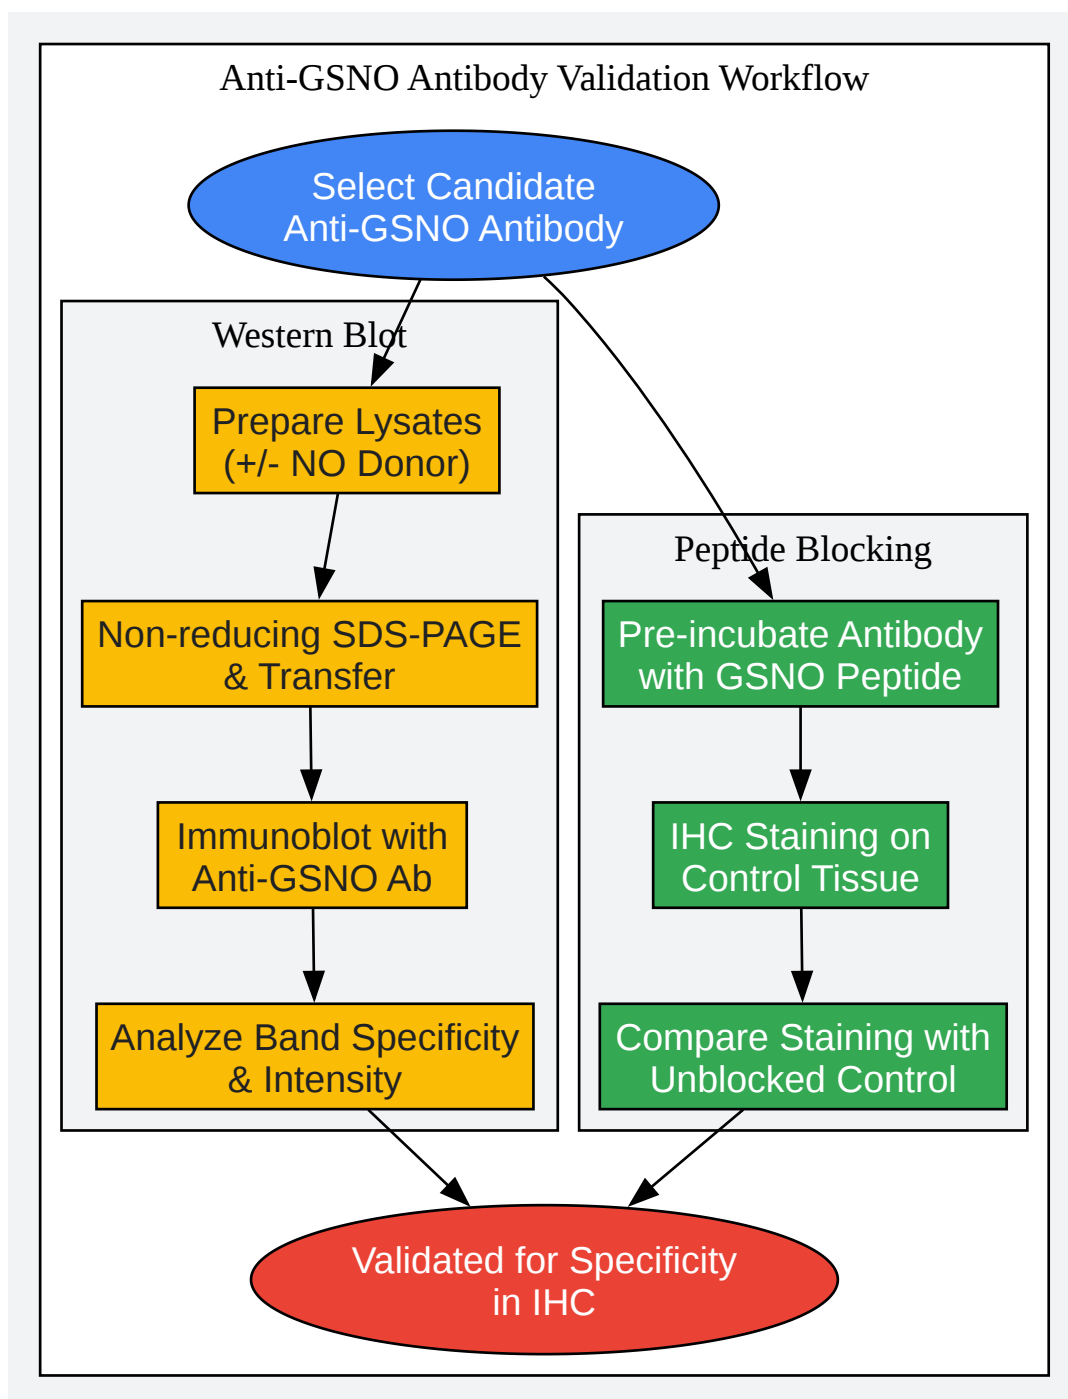 Anti-GSNO Antibody Validation Workflow
Select Candidate
Anti-GSNO Antibody
Western Blot
Prepare Lysates
(+/- NO Donor)
Non-reducing SDS-PAGE
& Transfer
Immunoblot with
Anti-GSNO Ab
Analyze Band Specificity
& Intensity
Peptide Blocking
Pre-incubate Antibody
with GSNO Peptide
IHC Staining on
Control Tissue
Compare Staining with
Unblocked Control
Validated for Specificity
in IHC